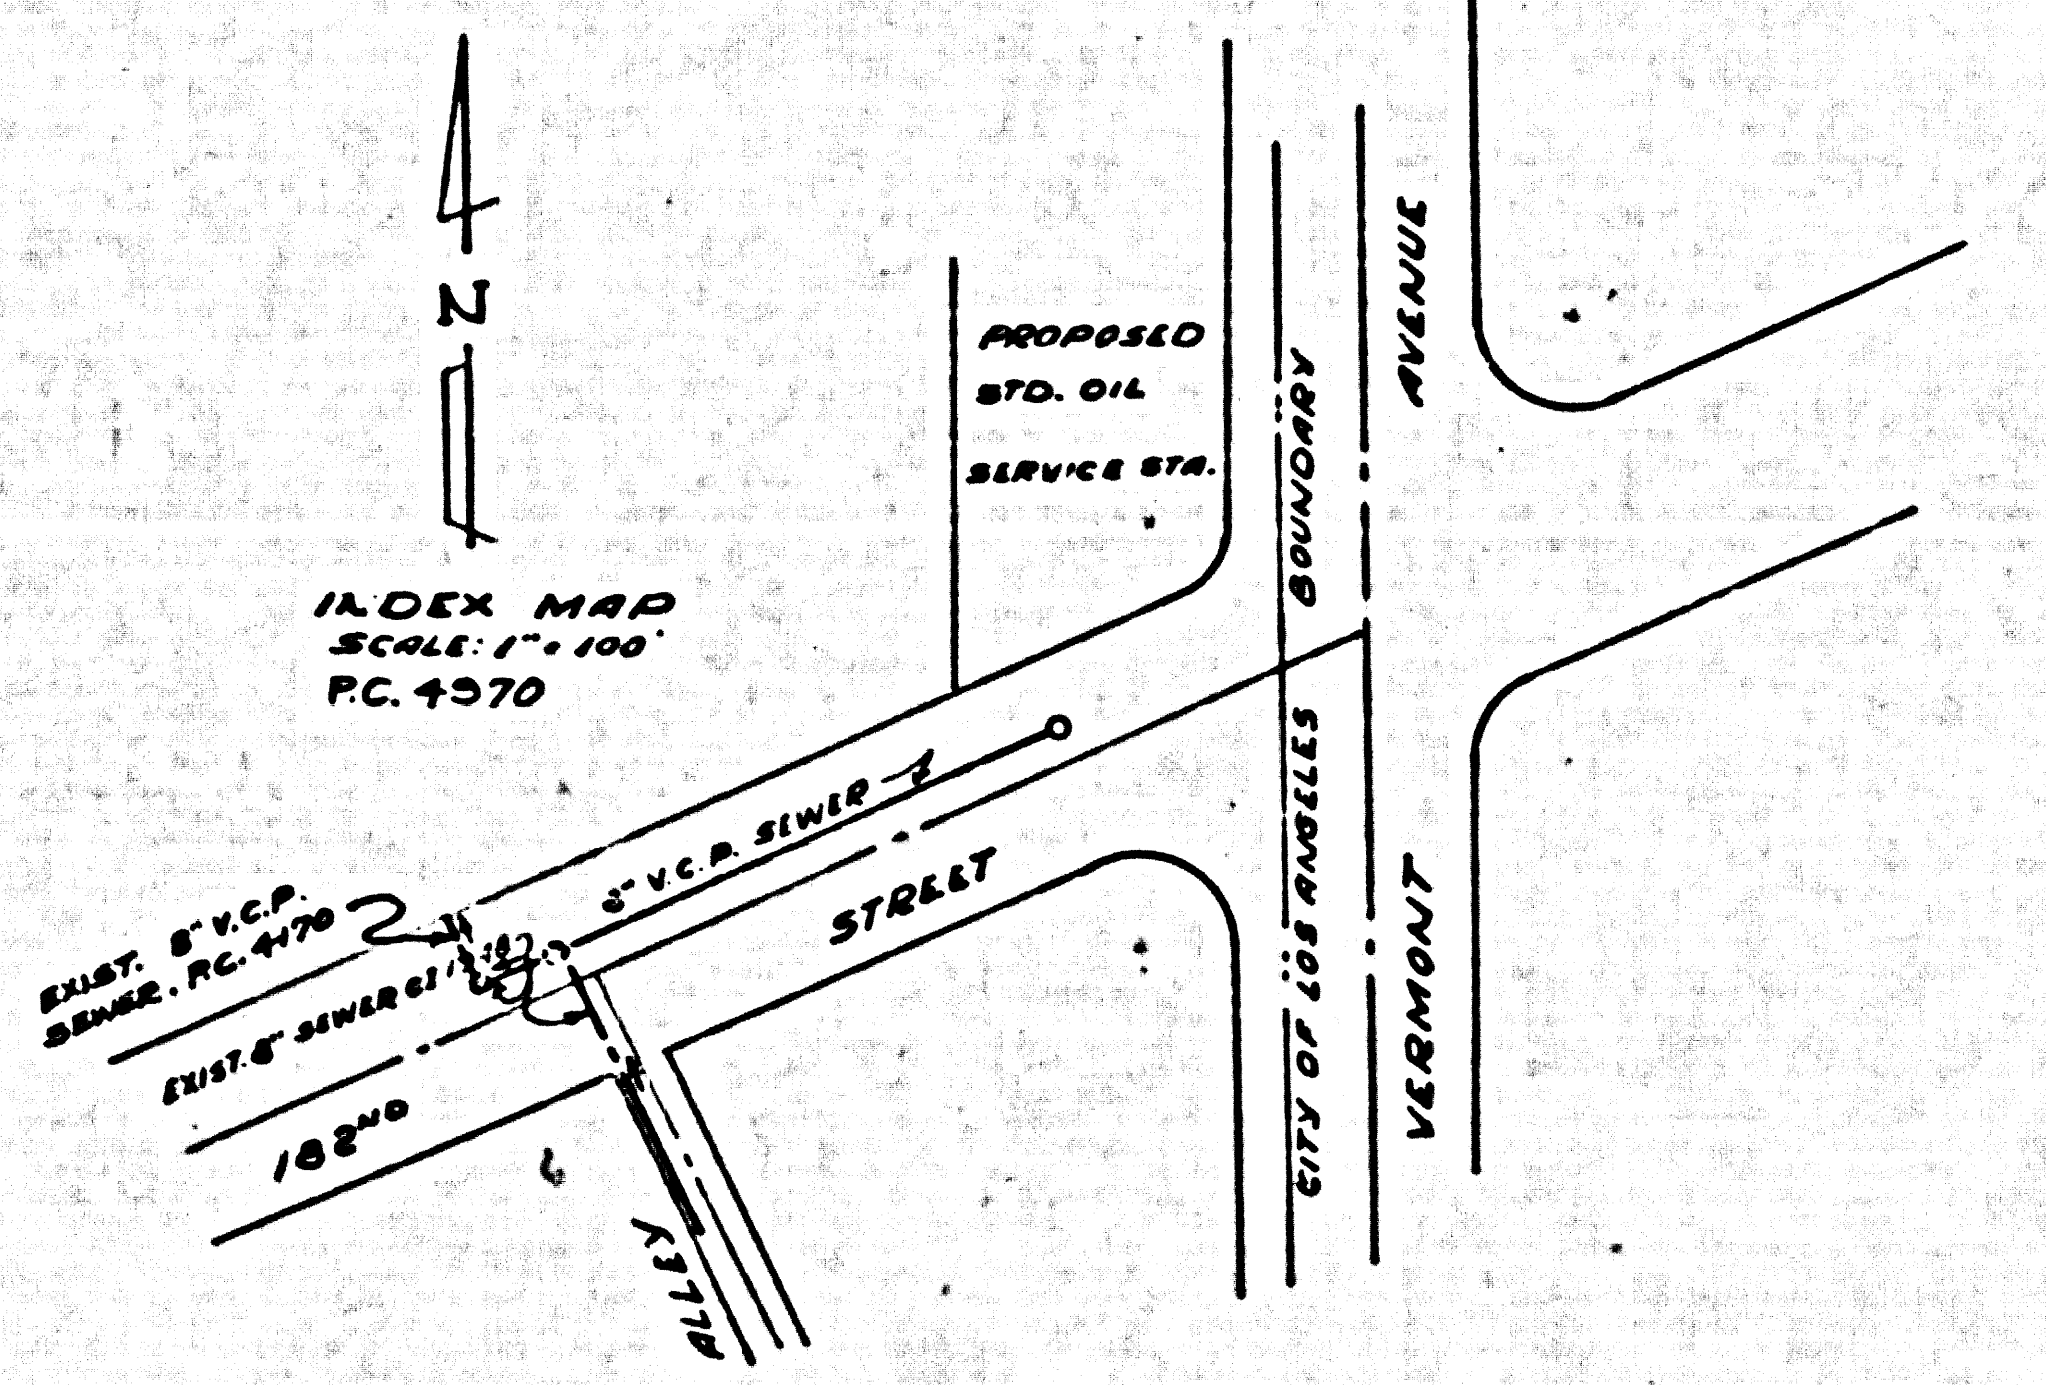 N
PROPOSED
STD. OIL
SERVICE STA.
AVENUE
BOUNDARY
INDEX MAP
SCALE: 1" = 100'
P.C. 4970
8" V.C.P. SEWER
STREET
EXIST. 8" V.C.P.
SEWER. P.C. 4170
EXIST. 8" SEWER
182ND
ALLEY
CITY OF LOS ANGELES
VERMONT